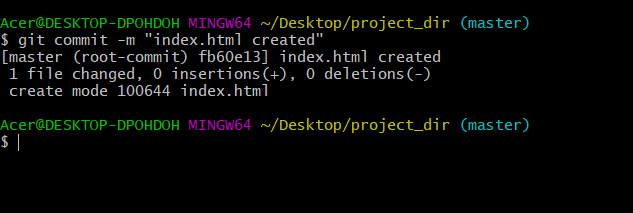 Acer@DESKTOP-DPOHDOH MINGW64 ~/Desktop/project_dir (master)
$ git commit -m "index.html created"
[master (root-commit) fb60e13] index.html created
 1 file changed, 0 insertions(+), 0 deletions(-)
 create mode 100644 index.html
Acer@DESKTOP-DPOHDOH MINGW64 ~/Desktop/project_dir (master)
$